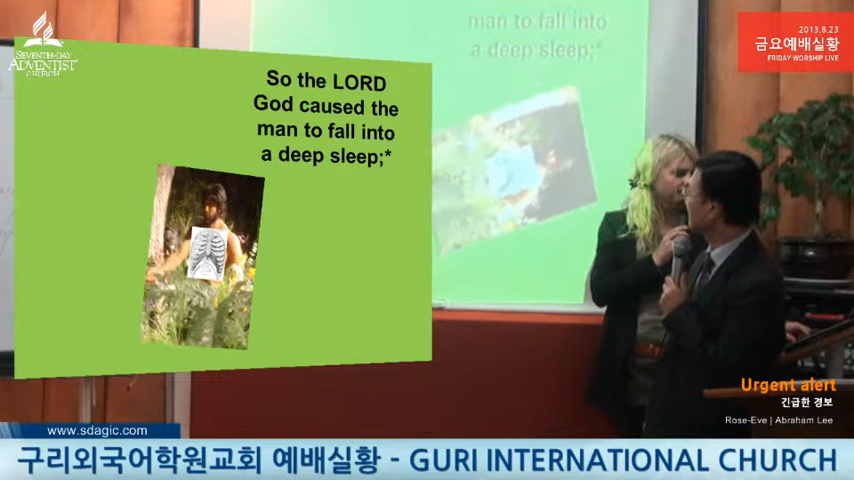 SEVENTH-DAY
ADVENTIST
CHURCH
So the LORD
God caused the
man to fall into
a deep sleep;*
man to fall into
a deep sleep;*
2013.8.23
금요예배실황
FRIDAY WORSHIP LIVE
Urgent alert
긴급한 경보
Rose-Eve | Abraham Lee
www.sdagic.com
구리외국어학원교회 예배실황 - GURI INTERNATIONAL CHURCH